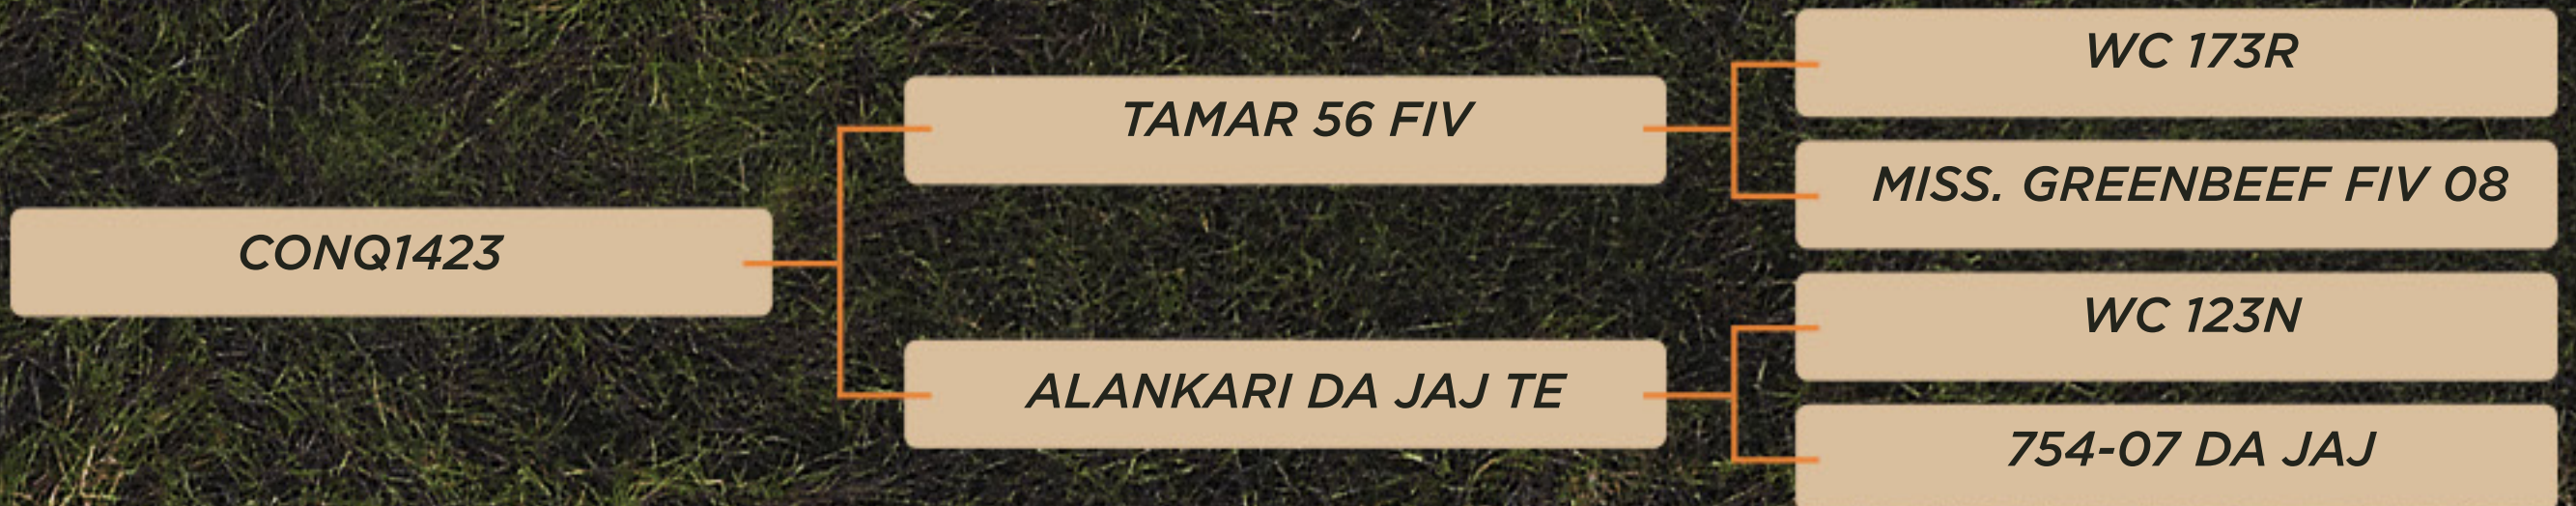 WC 173R
TAMAR 56 FIV
MISS. GREENBEEF FIV 08
CONQ1423
WC 123N
ALANKARI DA JAJ TE
754-07 DA JAJ